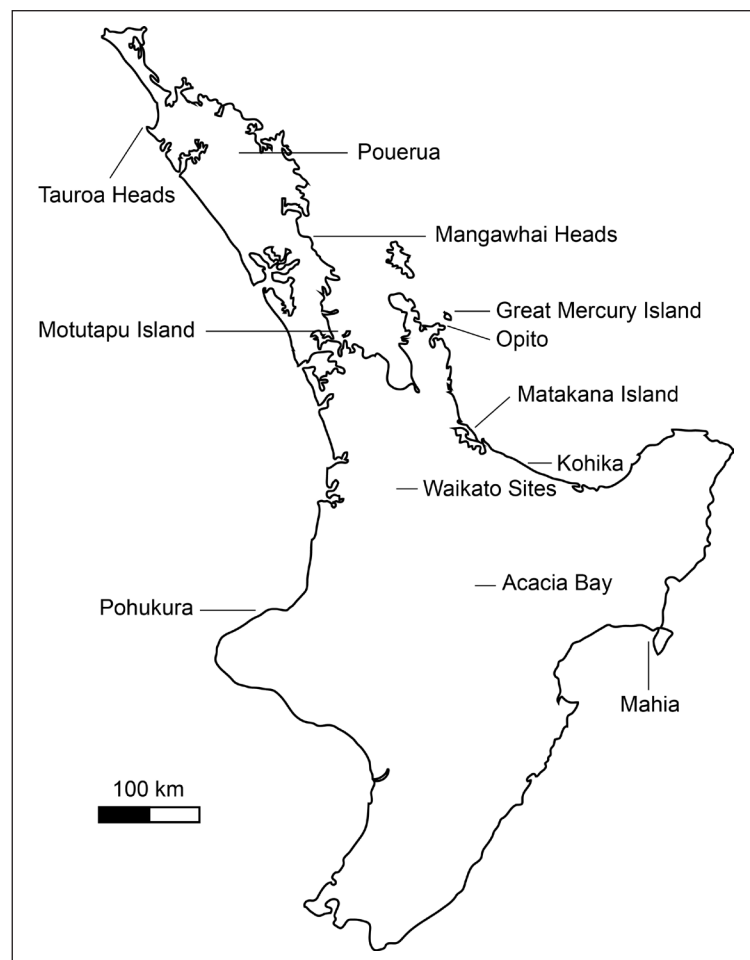 Pouerua
Tauroa Heads
Mangawhai Heads
Great Mercury Island
Motutapu Island
Opito
Matakana Island
Kohika
Waikato Sites
Acacia Bay
Pohukura
Mahia
100 km